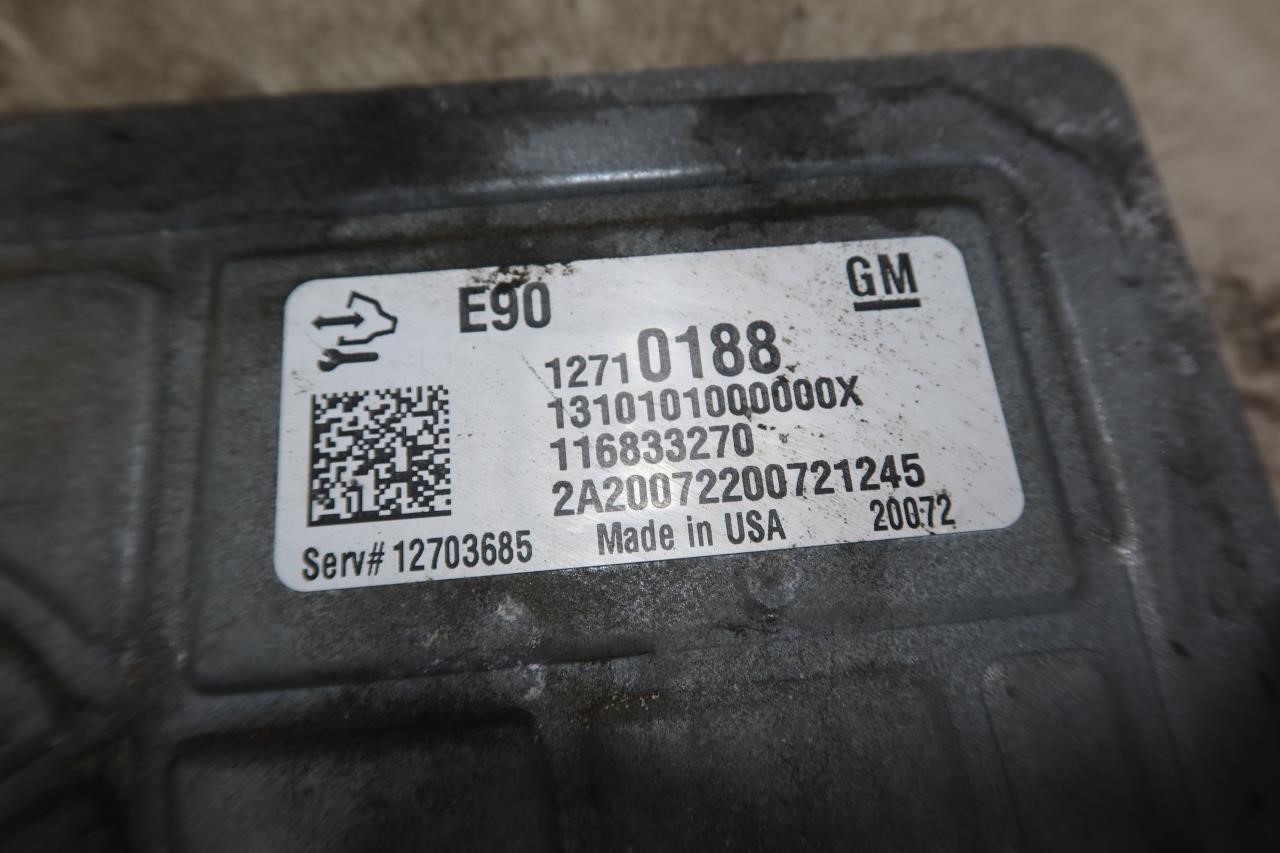 E90 GM
12710188
1310101000000X
116833270
2A20072200721245
Serv# 12703685 Made in USA 20072